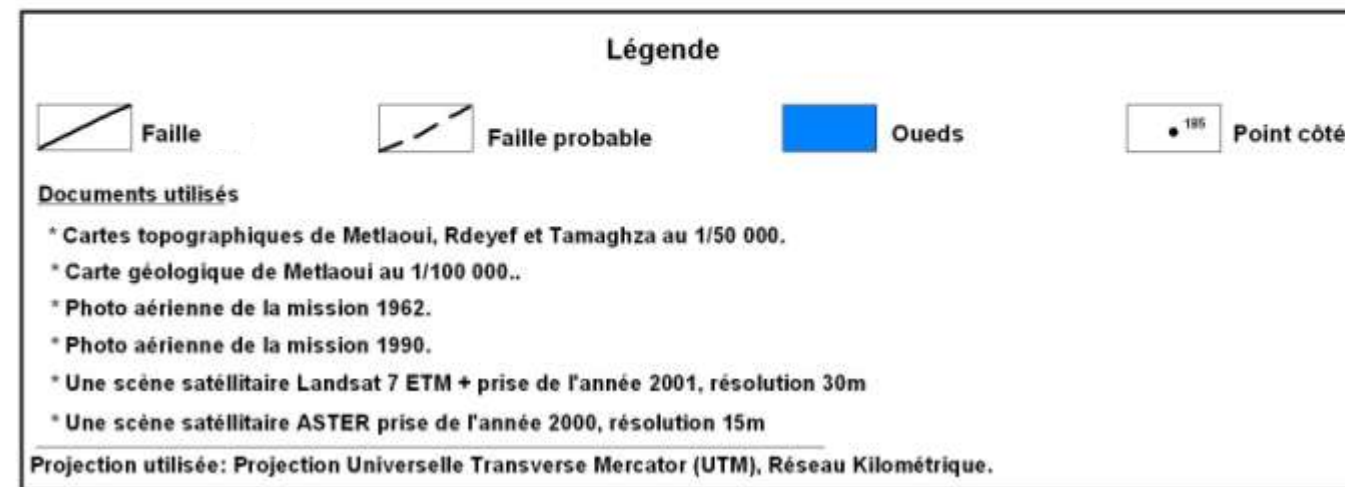 Légende
Faille Faille probable Oueds 195 Point côté
Documents utilisés
* Cartes topographiques de Metlaoui, Rdeyef et Tamaghza au 1/50 000.
* Carte géologique de Metlaoui au 1/100 000..
* Photo aérienne de la mission 1962.
* Photo aérienne de la mission 1990.
* Une scène satéllitaire Landsat 7 ETM + prise de l'année 2001, résolution 30m
* Une scène satéllitaire ASTER prise de l'année 2000, résolution 15m
Projection utilisée: Projection Universelle Transverse Mercator (UTM), Réseau Kilométrique.